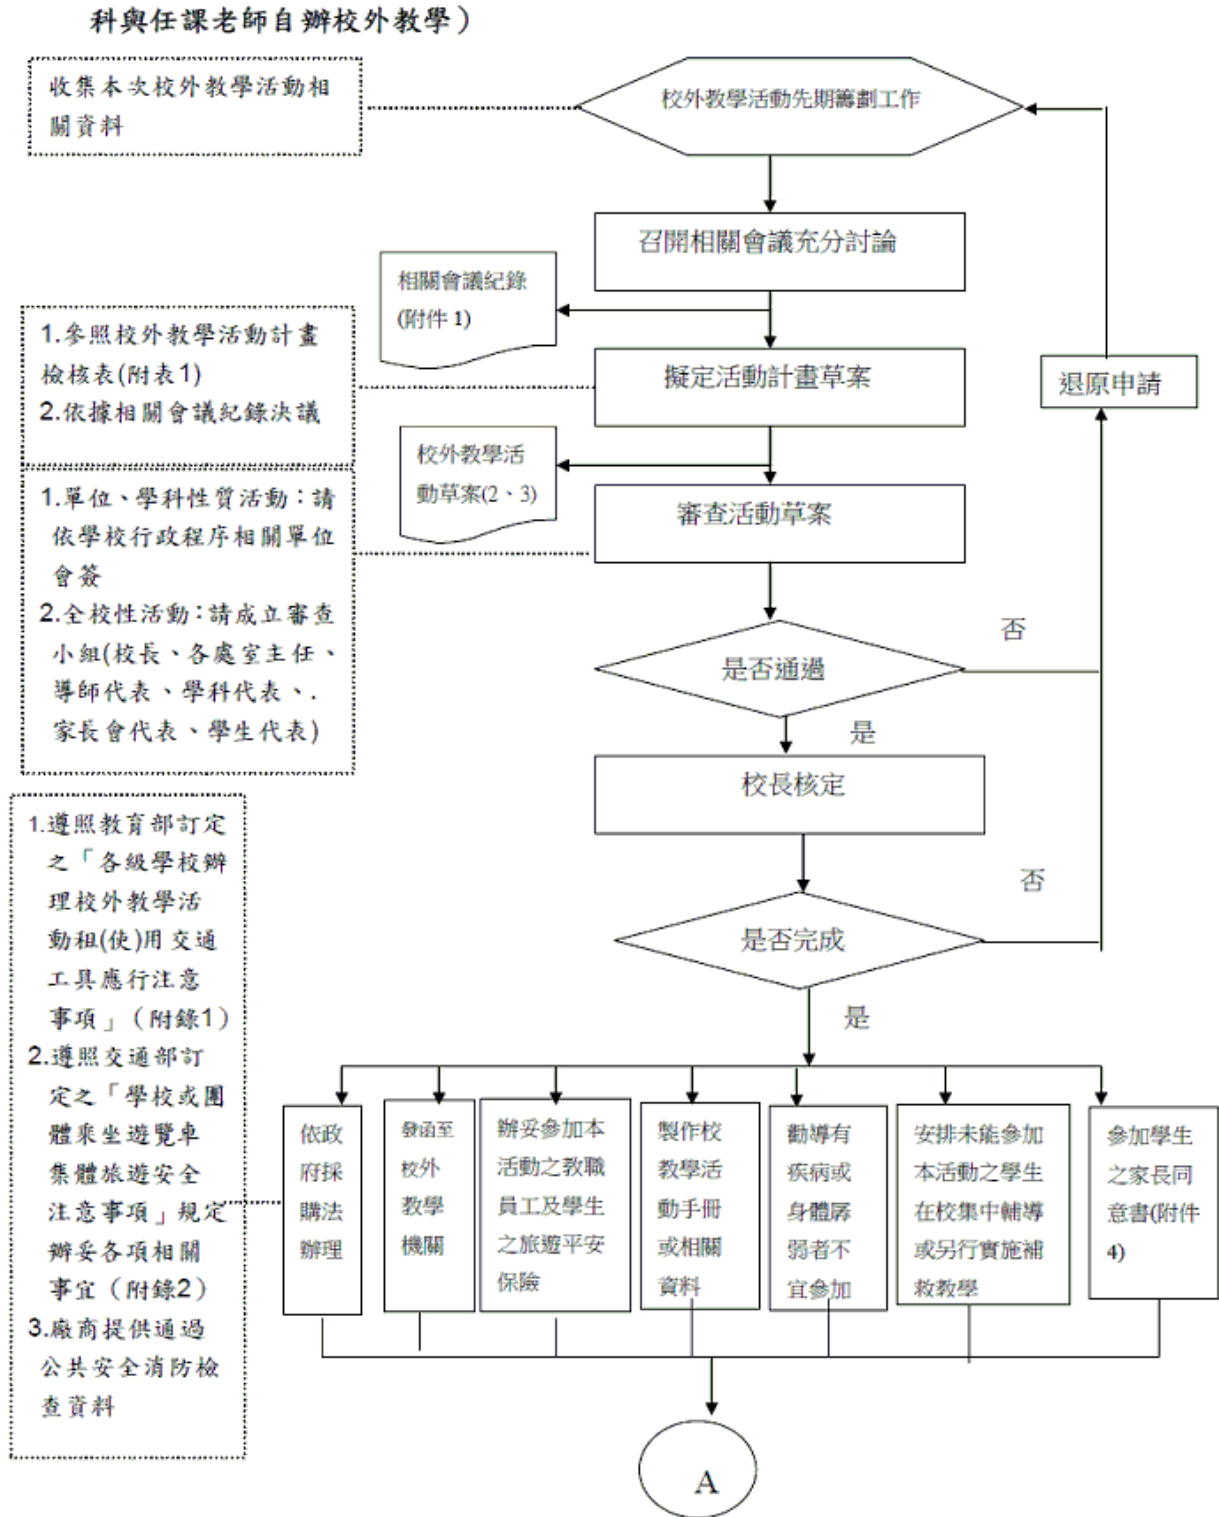 科與任課老師自辦校外教學）
收集本次校外教學活動相
關資料
校外教學活動先期籌劃工作
召開相關會議充分討論
相關會議紀錄
(附件 1)
1.參照校外教學活動計畫
檢核表(附表1)
2.依據相關會議紀錄決議
擬定活動計畫草案
退原申請
校外教學活
動草案(2、3)
1.單位、學科性質活動：請
依學校行政程序相關單位
會簽
2.全校性活動：請成立審查
小組(校長、各處室主任、
導師代表、學科代表、.
家長會代表、學生代表)
審查活動草案
是否通過
否
是
校長核定
是否完成
否
是
1.遵照教育部訂定
之「各級學校辦
理校外教學活
動租(使)用交通
工具應行注意
事項」（附錄1）
2.遵照交通部訂
定之「學校或團
體乘坐遊覽車
集體旅遊安全
注意事項」規定
辦妥各項相關
事宜（附錄2）
3.廠商提供通過
公共安全消防檢
查資料
依政
府採
購法
辦理
發函至
校外
教學
機關
辦妥參加本
活動之教職
員工及學生
之旅遊平安
保險
製作校
教學活
動手冊
或相關
資料
勸導有
疾病或
身體孱
弱者不
宜參加
安排未能參加
本活動之學生
在校集中輔導
或另行實施補
救教學
參加學生
之家長同
意書(附件
4)
A